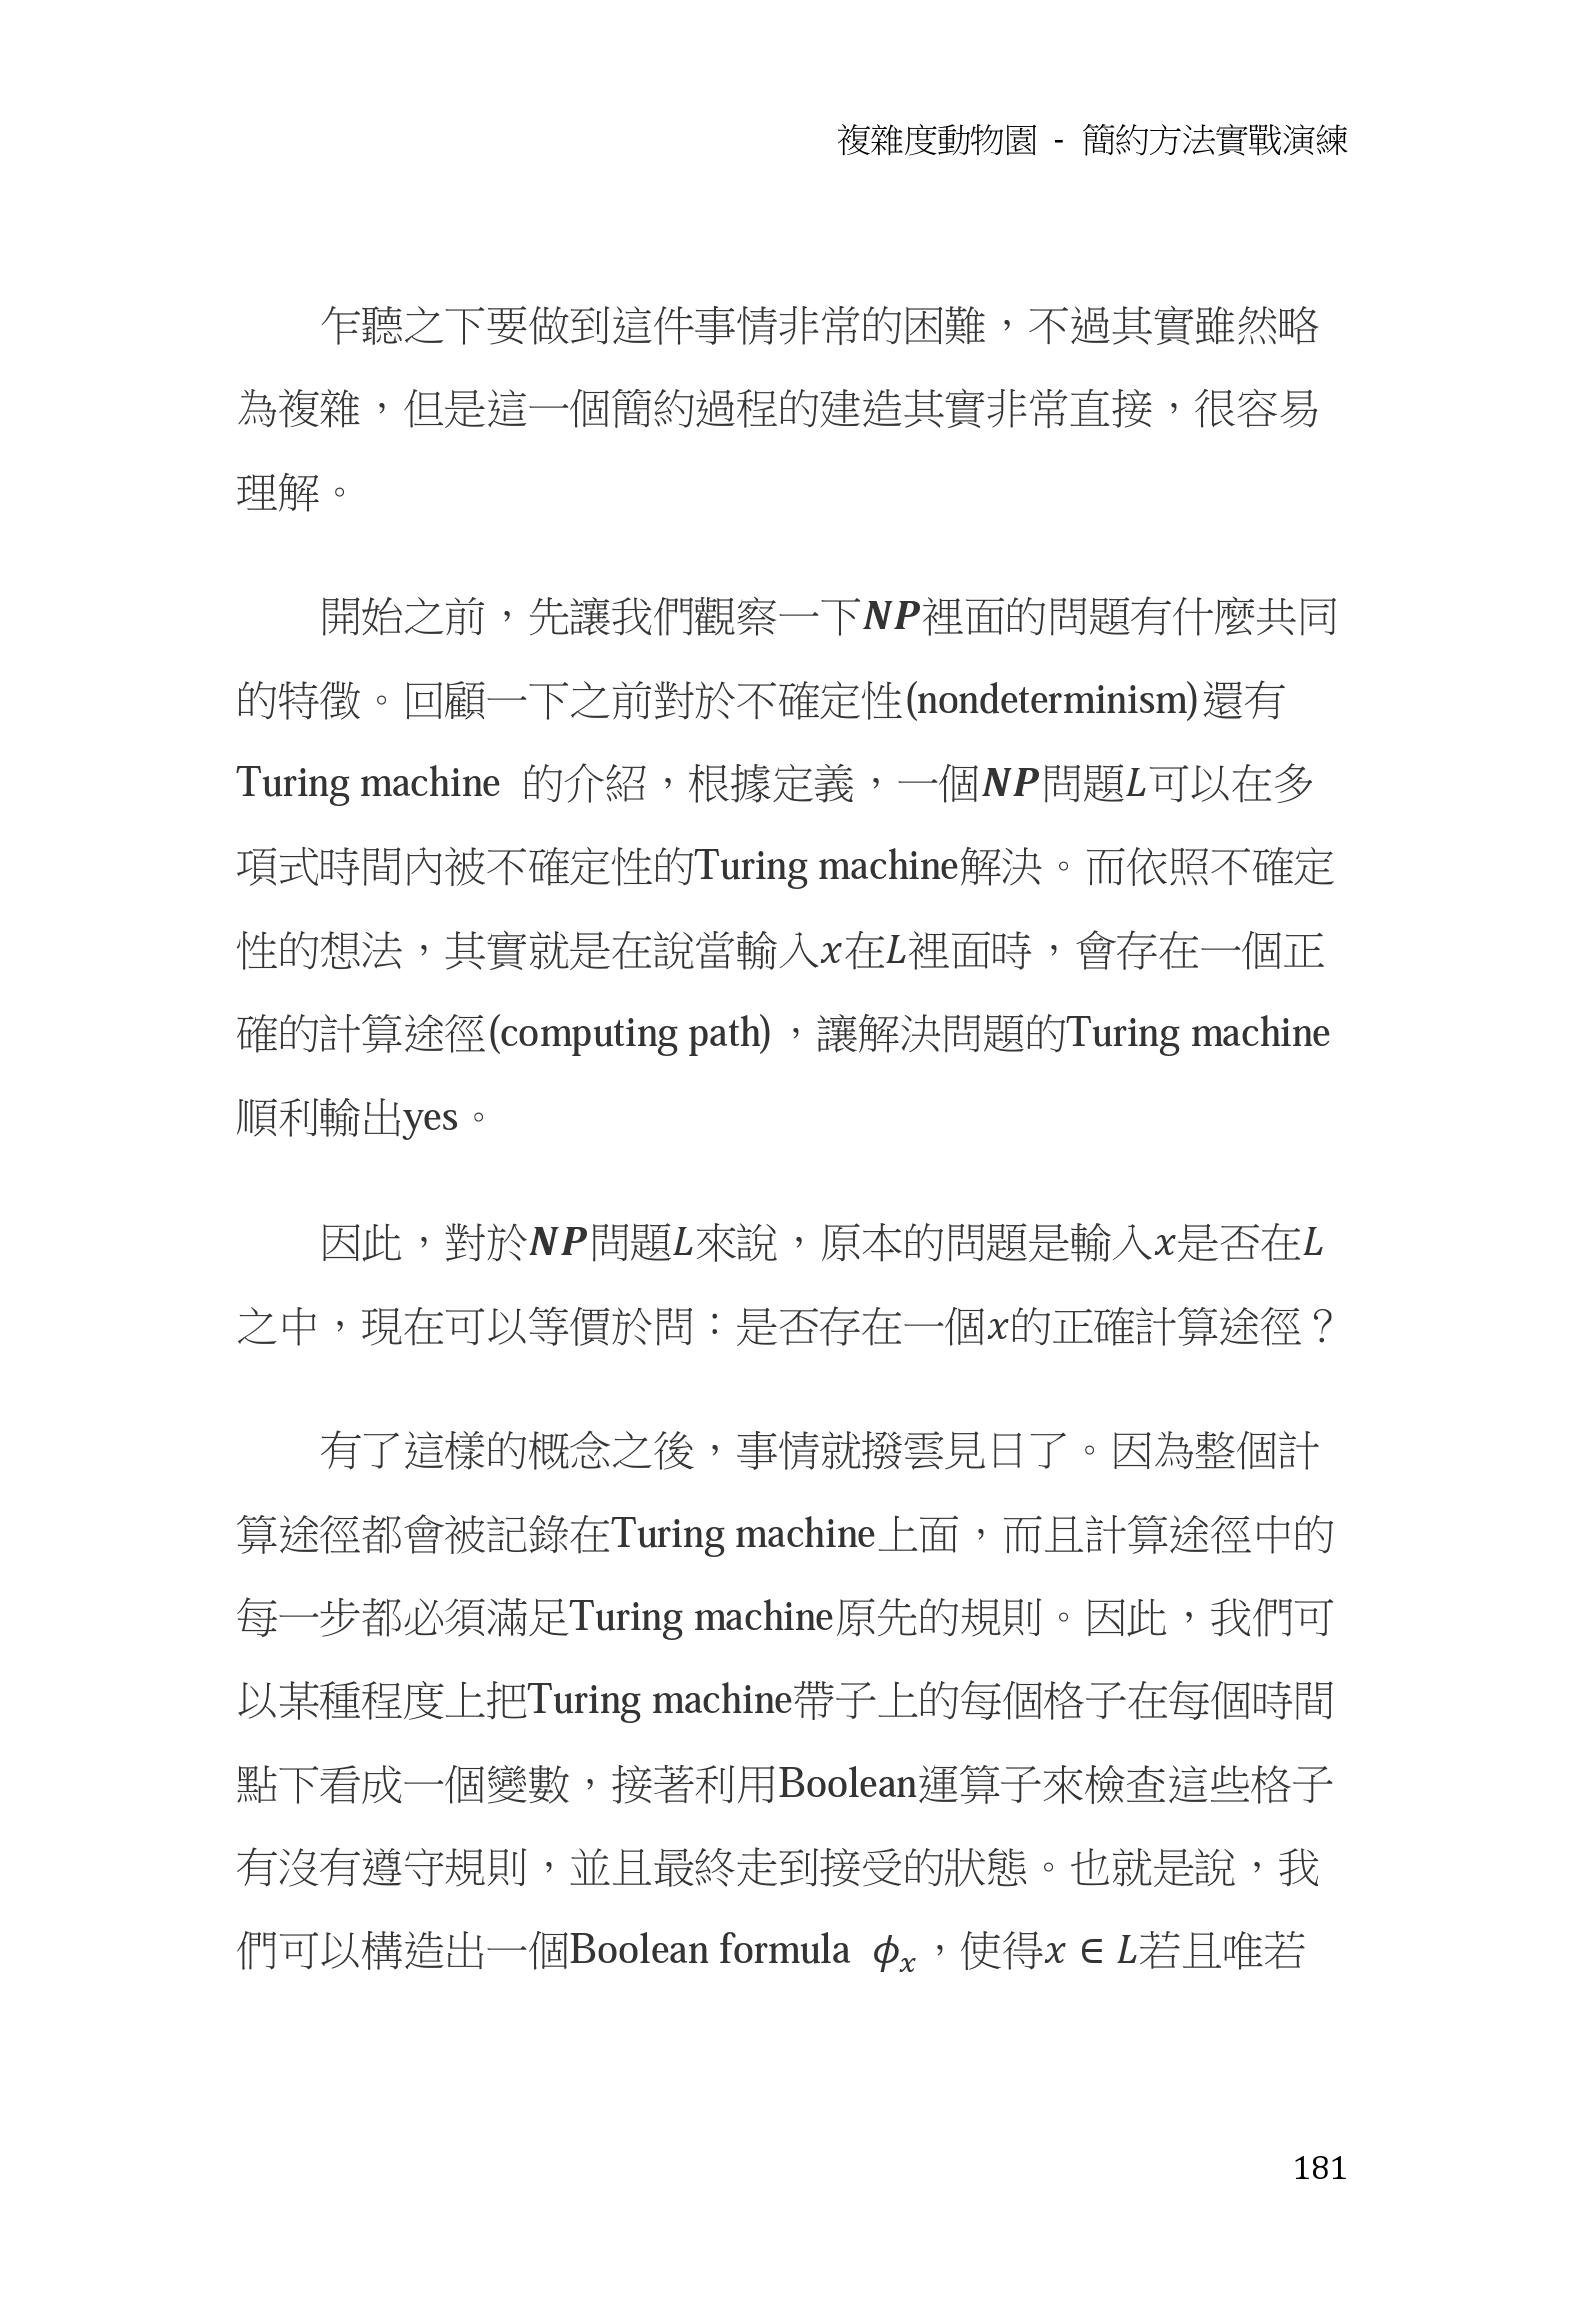 複雜度動物園 - 簡約方法實戰演練
乍聽之下要做到這件事情非常的困難，不過其實雖然略
為複雜，但是這一個簡約過程的建造其實非常直接，很容易
理解。
開始之前，先讓我們觀察一下NP裡面的問題有什麼共同
的特徵。回顧一下之前對於不確定性(nondeterminism)還有
Turing machine 的介紹，根據定義，一個NP問題L可以在多
項式時間內被不確定性的Turing machine解決。而依照不確定
性的想法，其實就是在說當輸入x在L裡面時，會存在一個正
確的計算途徑(computing path)，讓解決問題的Turing machine
順利輸出yes。
因此，對於NP問題L來說，原本的問題是輸入x是否在L
之中，現在可以等價於問：是否存在一個x的正確計算途徑？
有了這樣的概念之後，事情就撥雲見日了。因為整個計
算途徑都會被記錄在Turing machine上面，而且計算途徑中的
每一步都必須滿足Turing machine原先的規則。因此，我們可
以某種程度上把Turing machine帶子上的每個格子在每個時間
點下看成一個變數，接著利用Boolean運算子來檢查這些格子
有沒有遵守規則，並且最終走到接受的狀態。也就是說，我
們可以構造出一個Boolean formula ϕₓ，使得x ∈ L若且唯若
181